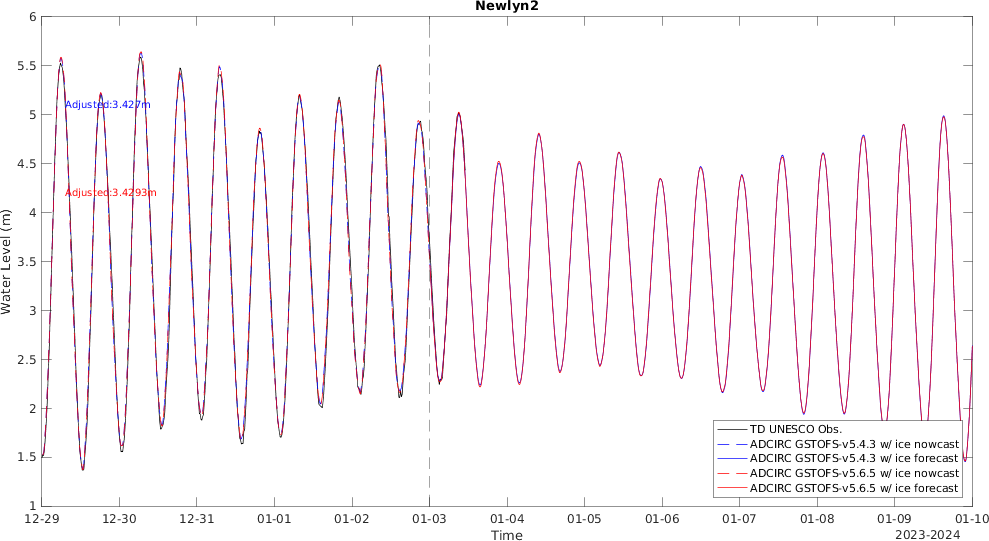 Newlyn2
6
5.5
5
4.5
4
3.5
3
2.5
2
1.5
1
Water Level (m)
Adjusted:3.427m
Adjusted:3.4293m
TD UNESCO Obs.
ADCIRC GSTOFS-v5.4.3 w/ ice nowcast
ADCIRC GSTOFS-v5.4.3 w/ ice forecast
ADCIRC GSTOFS-v5.6.5 w/ ice nowcast
ADCIRC GSTOFS-v5.6.5 w/ ice forecast
12-29 12-30 12-31 01-01 01-02 01-03 01-04 01-05 01-06 01-07 01-08 01-09 01-10
Time
2023-2024